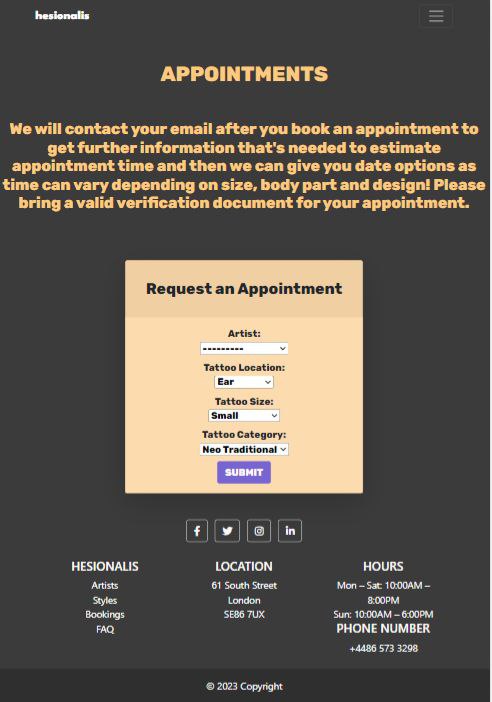 hesionalis
APPOINTMENTS
We will contact your email after you book an appointment to
get further information that's needed to estimate
appointment time and then we can give you date options as
time can vary depending on size, body part and design! Please
bring a valid verification document for your appointment.
Request an Appointment
Artist:
---------
Tattoo Location:
Ear
Tattoo Size:
Small
Tattoo Category:
Neo Traditional
SUBMIT
HESIONALIS
Artists
Styles
Bookings
FAQ
LOCATION
61 South Street
London
SE86 7UX
HOURS
Mon – Sat: 10:00AM –
8:00PM
Sun: 10:00AM – 6:00PM
PHONE NUMBER
+4486 573 3298
© 2023 Copyright